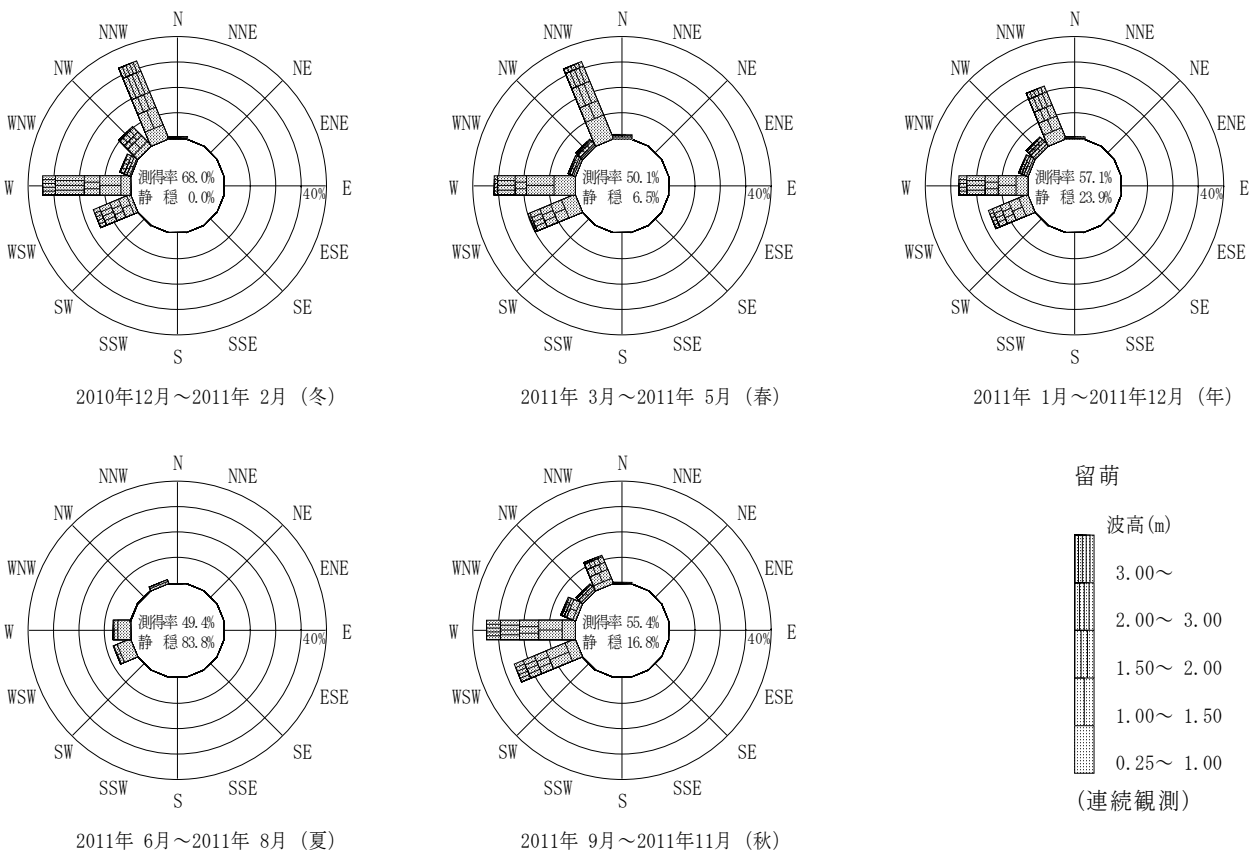 N
NNW NNE
NW NE
WNW ENE
W 測得率 68.0% 40% E
静 穏 0.0%
WSW ESE
SW SE
SSW SSE
S
2010年12月～2011年 2月 (冬)
N
NNW NNE
NW NE
WNW ENE
W 測得率 50.1% 40% E
静 穏 6.5%
WSW ESE
SW SE
SSW SSE
S
2011年 3月～2011年 5月 (春)
N
NNW NNE
NW NE
WNW ENE
W 測得率 57.1% 40% E
静 穏 23.9%
WSW ESE
SW SE
SSW SSE
S
2011年 1月～2011年12月 (年)
N
NNW NNE
NW NE
WNW ENE
W 測得率 49.4% 40% E
静 穏 83.8%
WSW ESE
SW SE
SSW SSE
S
2011年 6月～2011年 8月 (夏)
N
NNW NNE
NW NE
WNW ENE
W 測得率 55.4% 40% E
静 穏 16.8%
WSW ESE
SW SE
SSW SSE
S
2011年 9月～2011年11月 (秋)
留萌
波高(m)
3.00～
2.00～ 3.00
1.50～ 2.00
1.00～ 1.50
0.25～ 1.00
(連続観測)